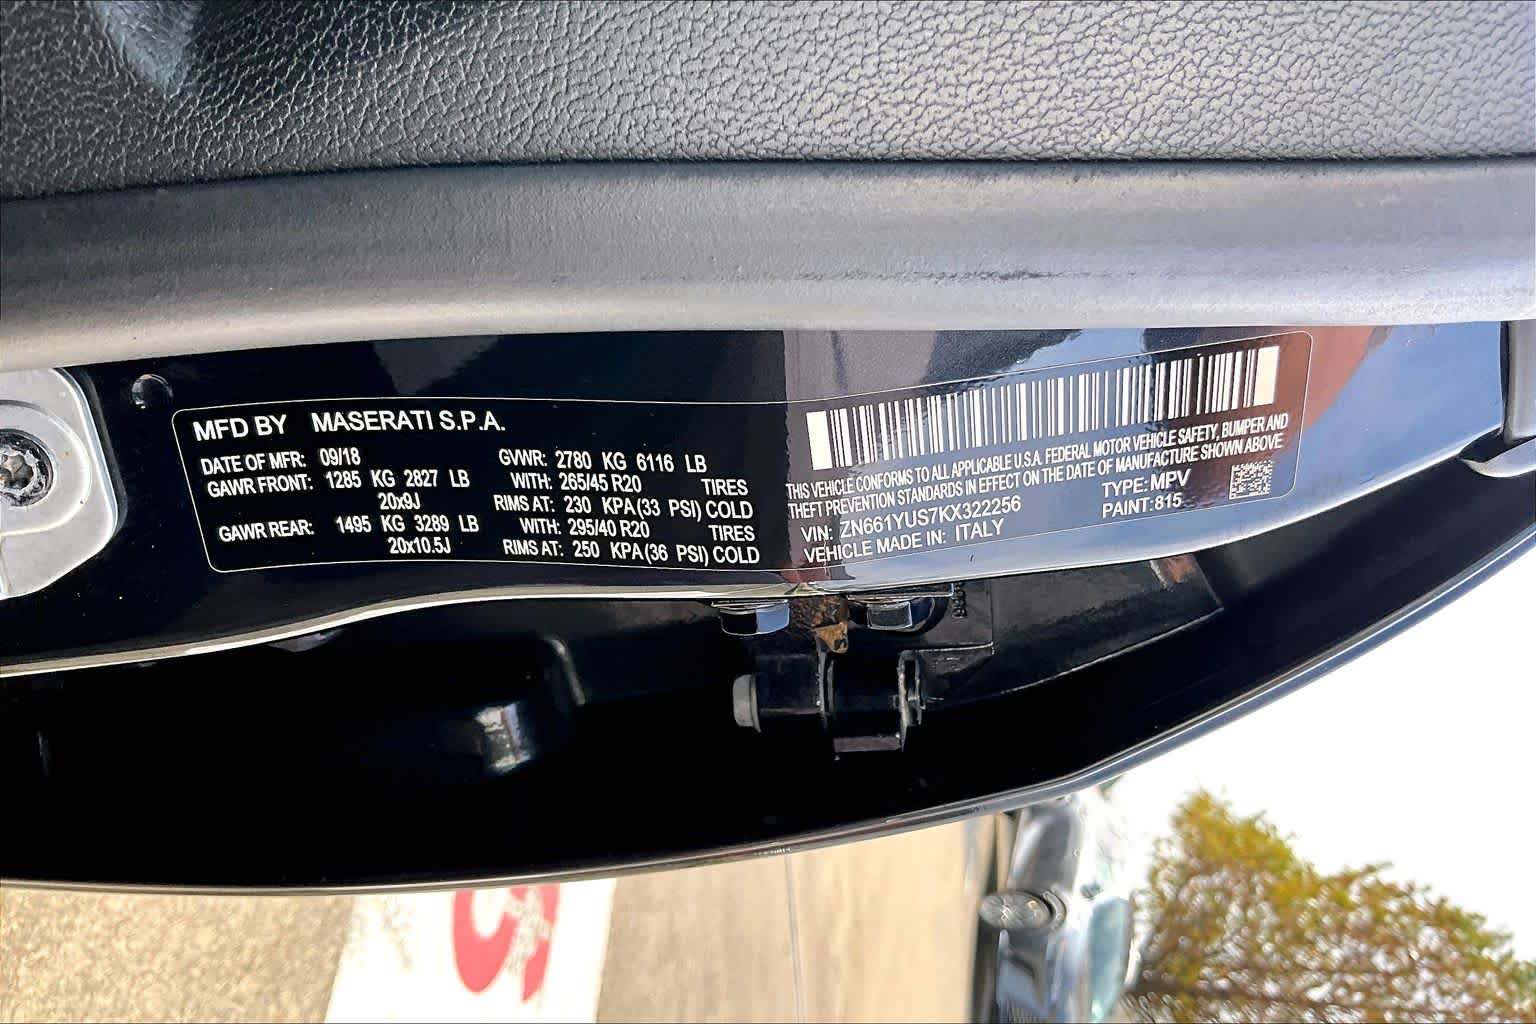 MFD BY MASERATI S.P.A.
DATE OF MFR: 09/18 GVWR: 2780 KG 6116 LB
GAWR FRONT: 1285 KG 2827 LB WITH: 265/45 R20 TIRES
20x9J RIMS AT: 230 KPA(33 PSI) COLD
GAWR REAR: 1495 KG 3289 LB WITH: 295/40 R20 TIRES
20x10.5J RIMS AT: 250 KPA(36 PSI) COLD
THIS VEHICLE CONFORMS TO ALL APPLICABLE U.S.A. FEDERAL MOTOR VEHICLE SAFETY, BUMPER AND
THEFT PREVENTION STANDARDS IN EFFECT ON THE DATE OF MANUFACTURE SHOWN ABOVE
VIN: ZN661YUS7KX322256 TYPE: MPV
VEHICLE MADE IN: ITALY PAINT: 815
S